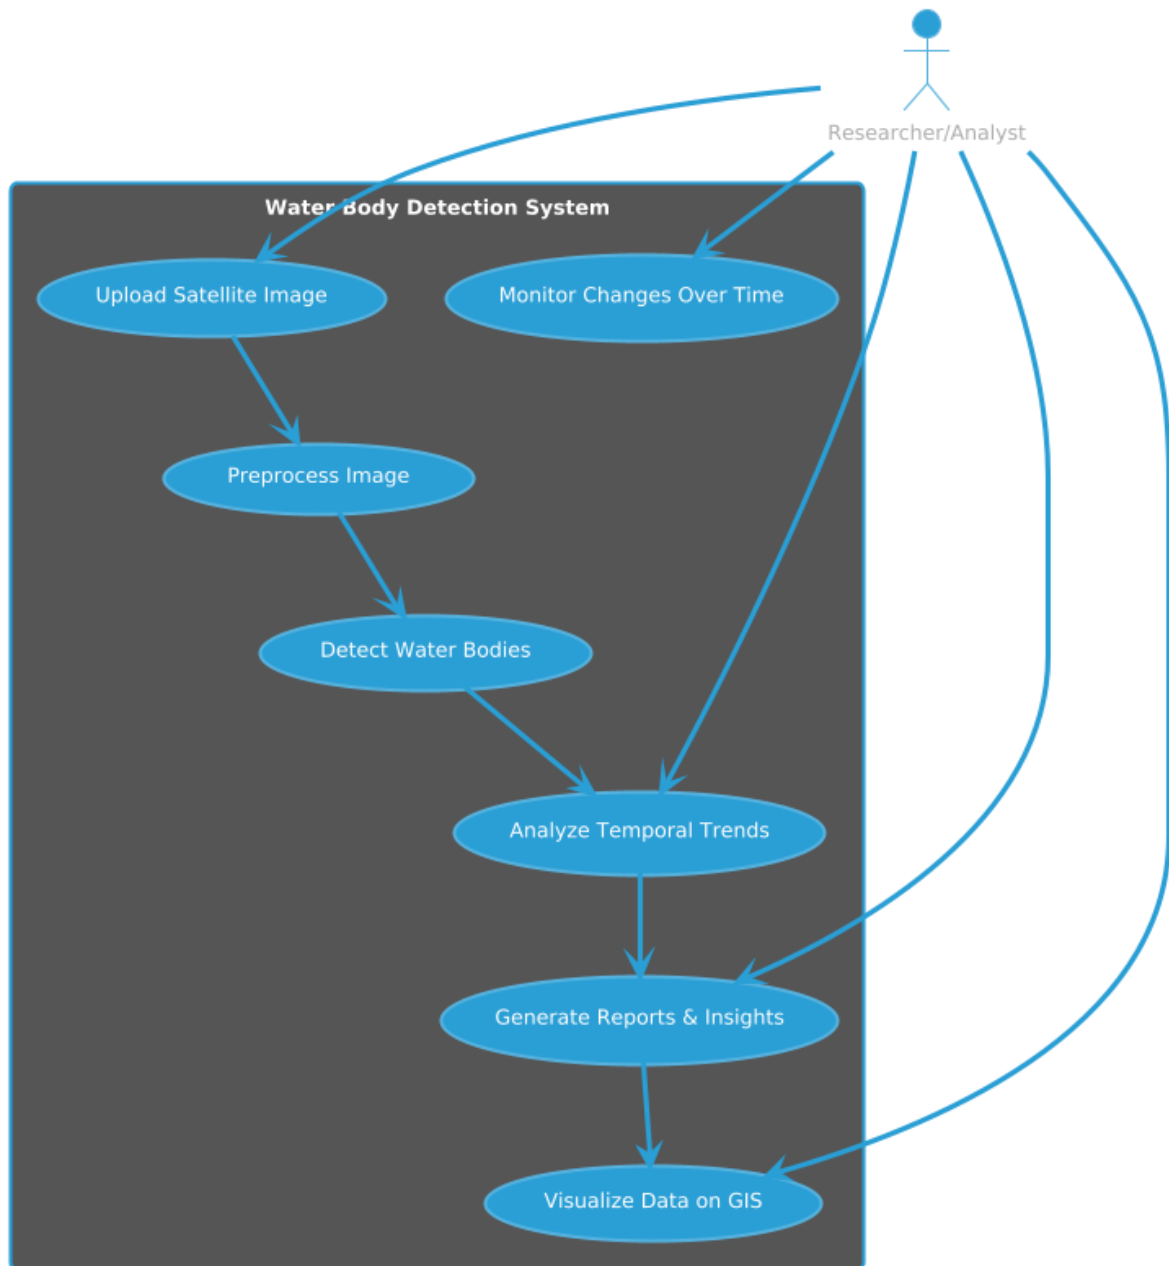 Researcher/Analyst
Water Body Detection System
Upload Satellite Image
Monitor Changes Over Time
Preprocess Image
Detect Water Bodies
Analyze Temporal Trends
Generate Reports & Insights
Visualize Data on GIS